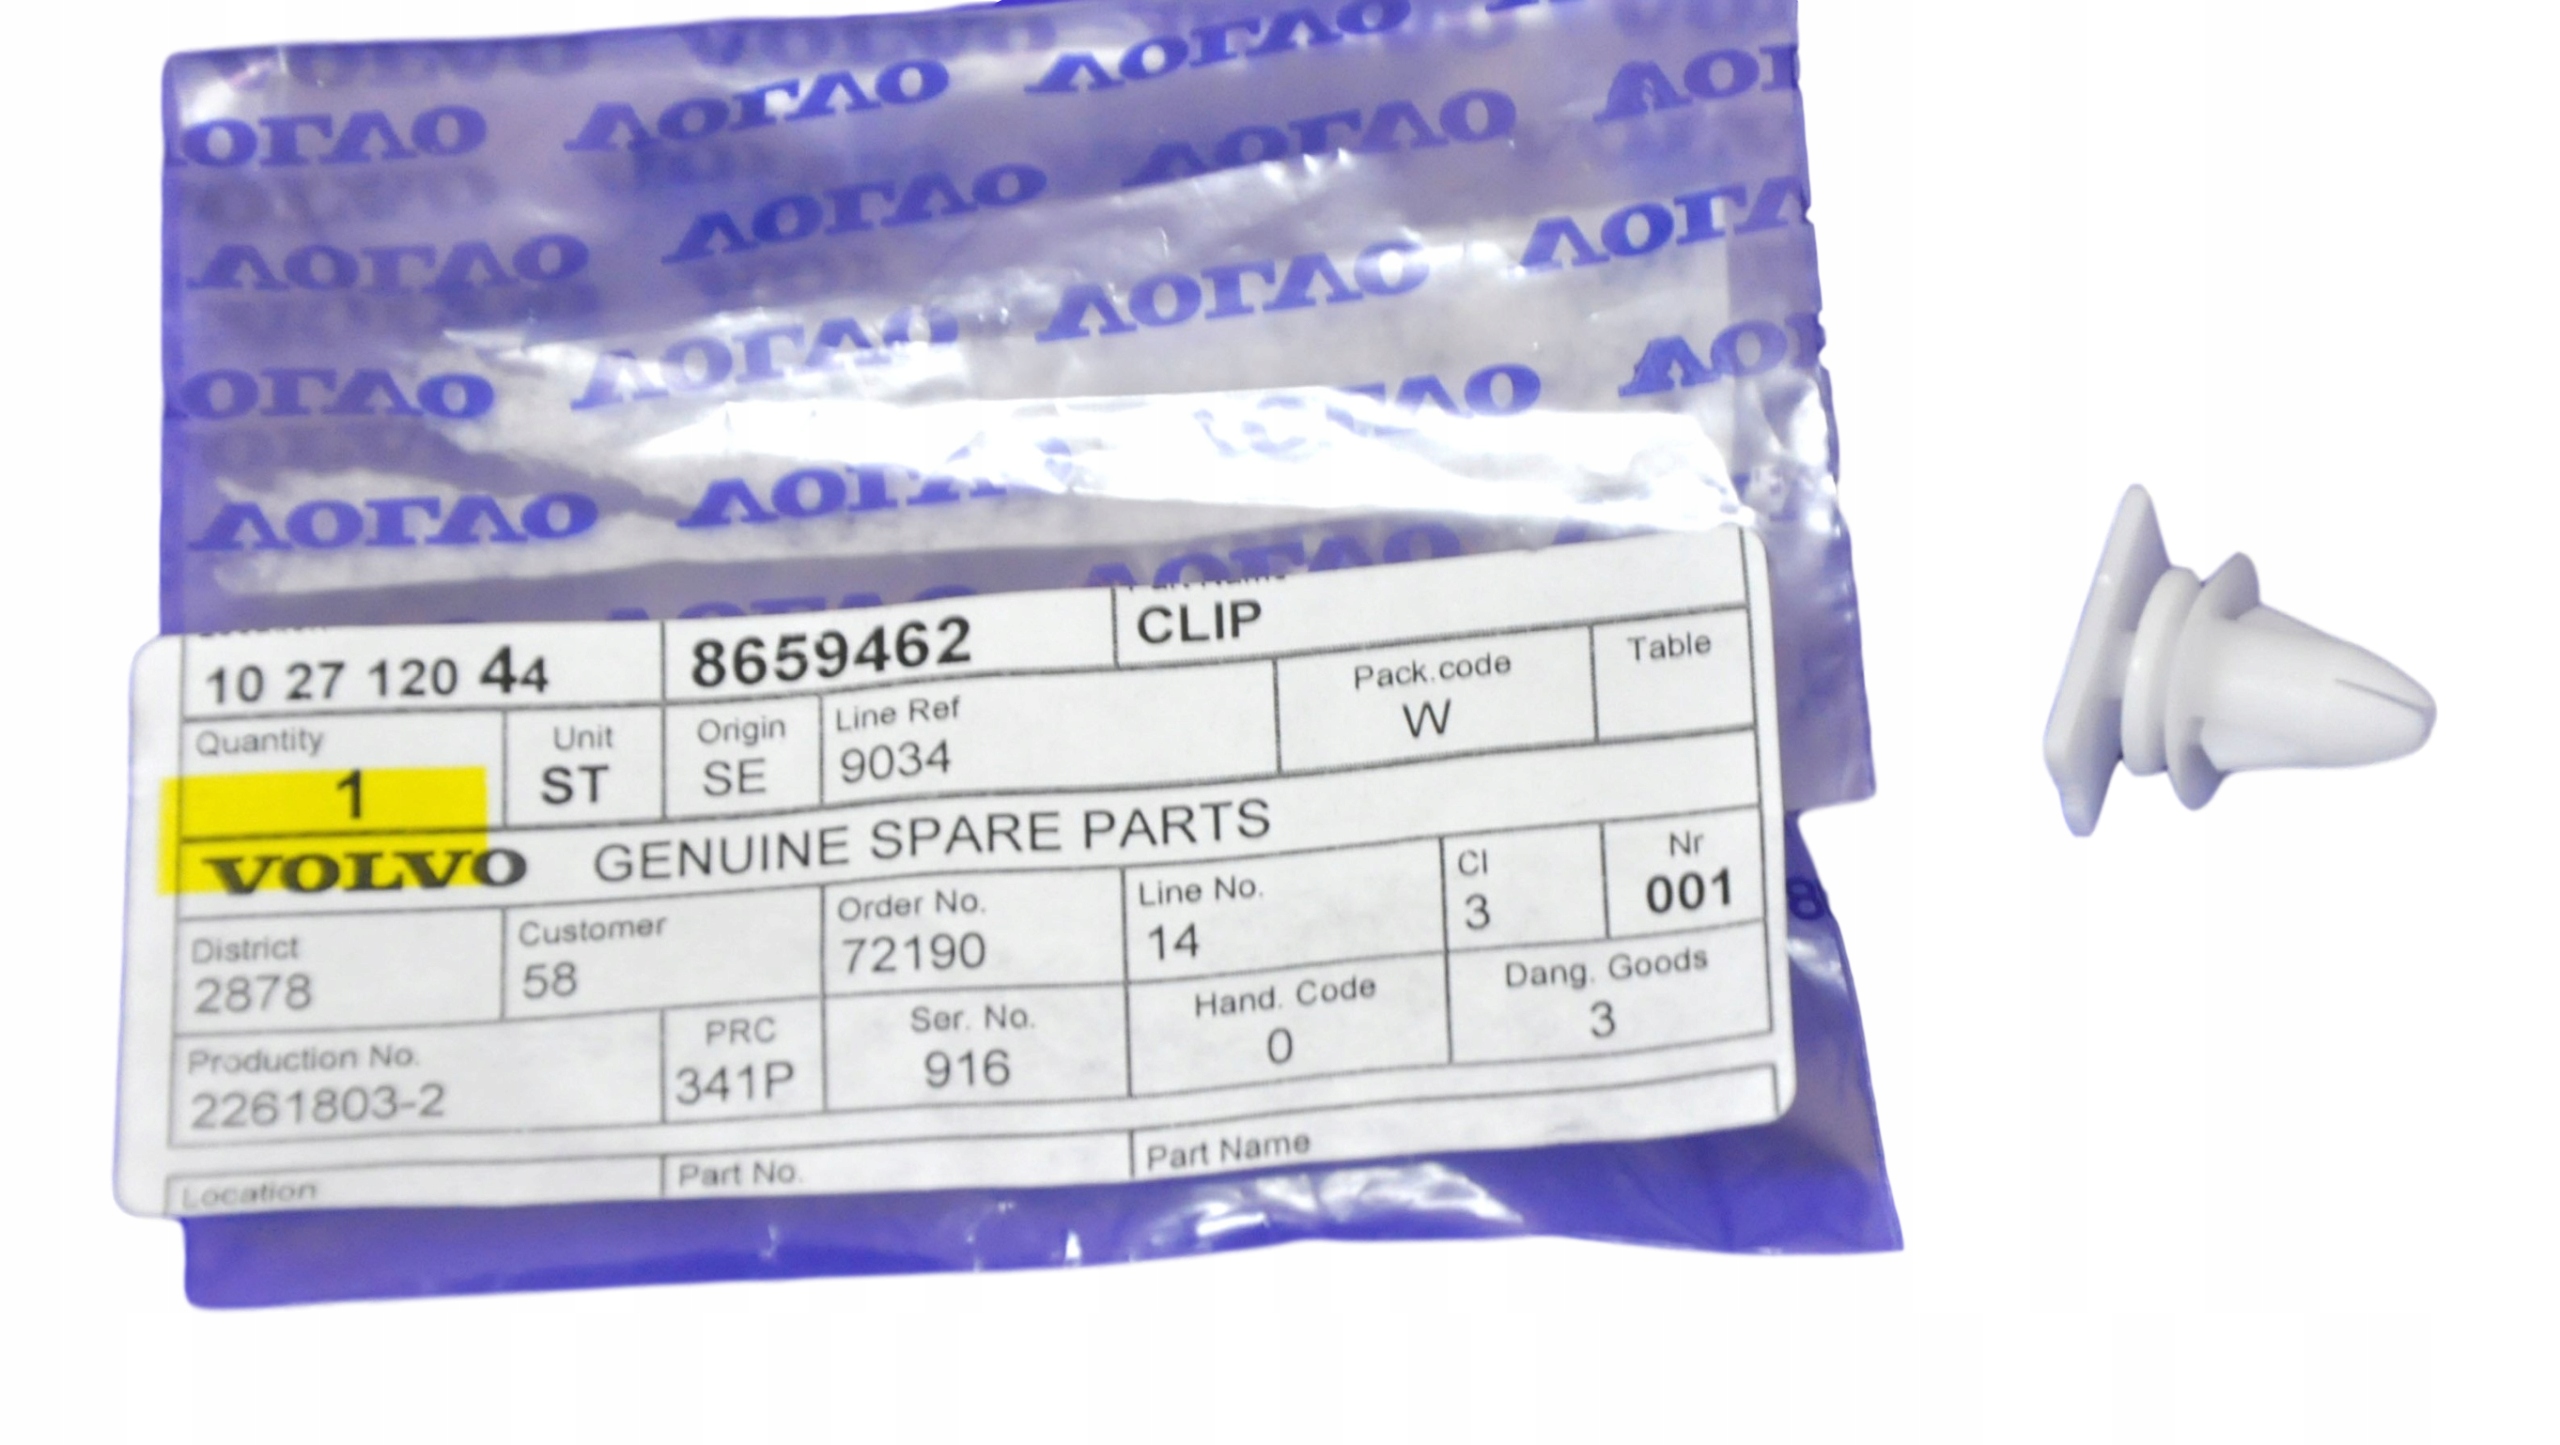 VOLVO VOLVO VOLVO
VOLVO VOLVO VOLVO VOL
VOLVO VOLVO VOLVO VOLV
VOLVO VOLVO VOLVO VOL
VOLVO VOLVO
10 27 120 44 8659462 CLIP
Quantity Unit Origin Line Ref Pack.code Table
1 ST SE 9034 W
VOLVO GENUINE SPARE PARTS
District Customer Order No. Line No. Cl Nr
2878 58 72190 14 3 001
Production No. PRC Ser. No. Hand. Code Dang. Goods
2261803-2 341P 916 0 3
Location Part No. Part Name